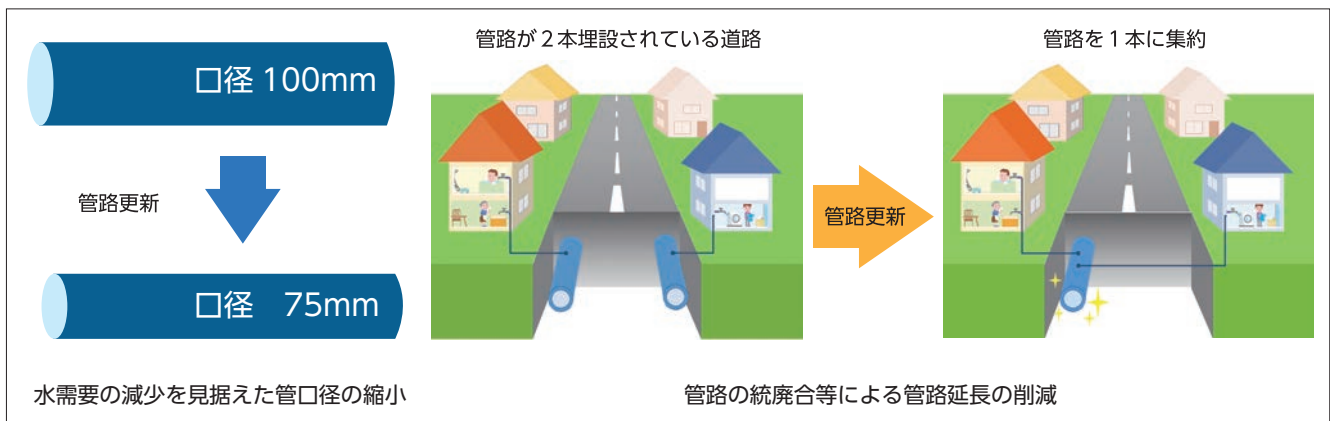 口径 100mm
管路更新
口径 75mm
水需要の減少を見据えた管口径の縮小
管路が2本埋設されている道路
管路更新
管路を1本に集約
管路の統廃合等による管路延長の削減